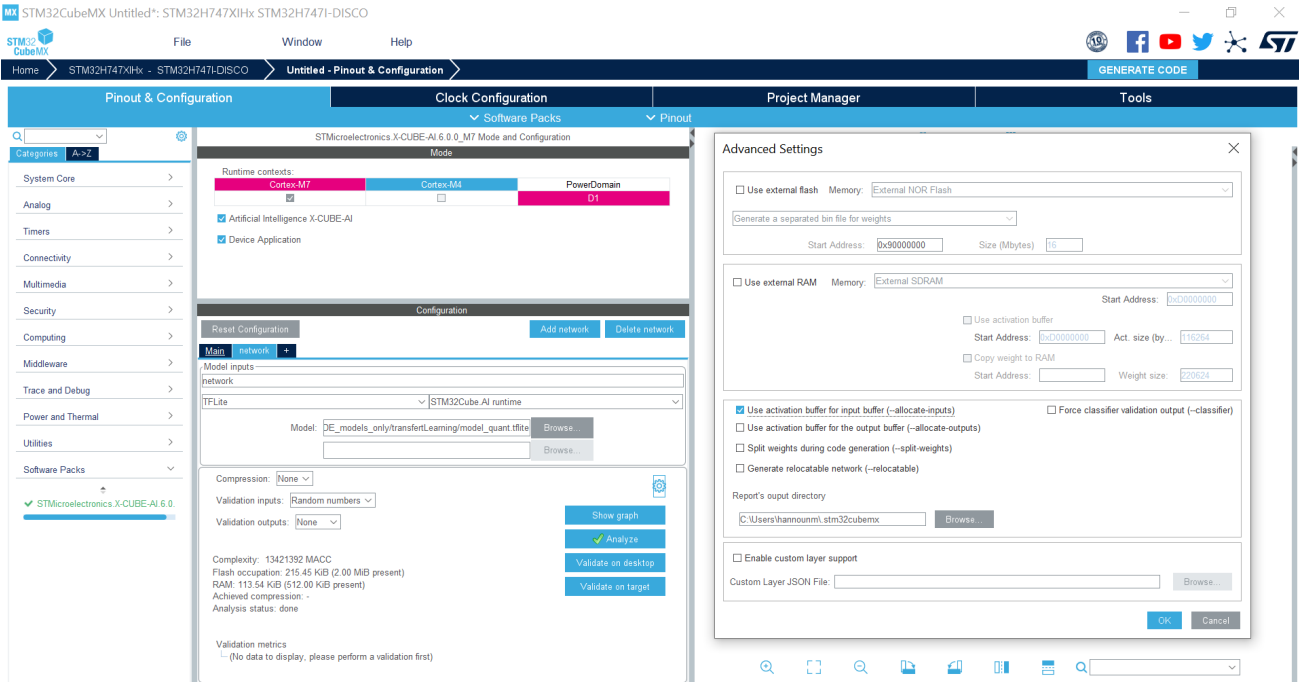 MX STM32CubeMX Untitled*: STM32H747XIHx STM32H747I-DISCO
STM32 CubeMX
File Window Help
10
Home STM32H747XIHx - STM32H747I-DISCO Untitled - Pinout & Configuration GENERATE CODE
Pinout & Configuration Clock Configuration Project Manager Tools
Software Packs Pinout
Categories A->Z
System Core
Analog
Timers
Connectivity
Multimedia
Security
Computing
Middleware
Trace and Debug
Power and Thermal
Utilities
Software Packs
STMicroelectronics.X-CUBE-AI.6.0.
STMicroelectronics.X-CUBE-AI.6.0.0_M7 Mode and Configuration
Mode
Runtime contexts:
Cortex-M7 Cortex-M4 PowerDomain
D1
Artificial Intelligence X-CUBE-AI
Device Application
Configuration
Reset Configuration Add network Delete network
Main network +
Model inputs
network
TFLite STM32Cube.AI runtime
Model: DE_models_only/transfertLearning/model_quant.tflite Browse...
Browse...
Compression: None
Validation inputs: Random numbers
Validation outputs: None
Show graph
Analyze
Validate on desktop
Validate on target
Complexity: 13421392 MACC
Flash occupation: 215.45 KiB (2.00 MiB present)
RAM: 113.54 KiB (512.00 KiB present)
Achieved compression: -
Analysis status: done
Validation metrics
(No data to display, please perform a validation first)
Advanced Settings
Use external flash Memory: External NOR Flash
Generate a separated bin file for weights
Start Address: 0x90000000 Size (Mbytes) 16
Use external RAM Memory: External SDRAM
Start Address: 0xD0000000
Use activation buffer
Start Address: 0xD0000000 Act. size (by... 116264
Copy weight to RAM
Start Address: Weight size: 220624
Use activation buffer for input buffer (--allocate-inputs) Force classifier validation output (--classifier)
Use activation buffer for the output buffer (--allocate-outputs)
Split weights during code generation (--split-weights)
Generate relocatable network (--relocatable)
Report's ouput directory
C:\Users\hannounm\.stm32cubemx Browse...
Enable custom layer support
Custom Layer JSON File: Browse...
OK Cancel